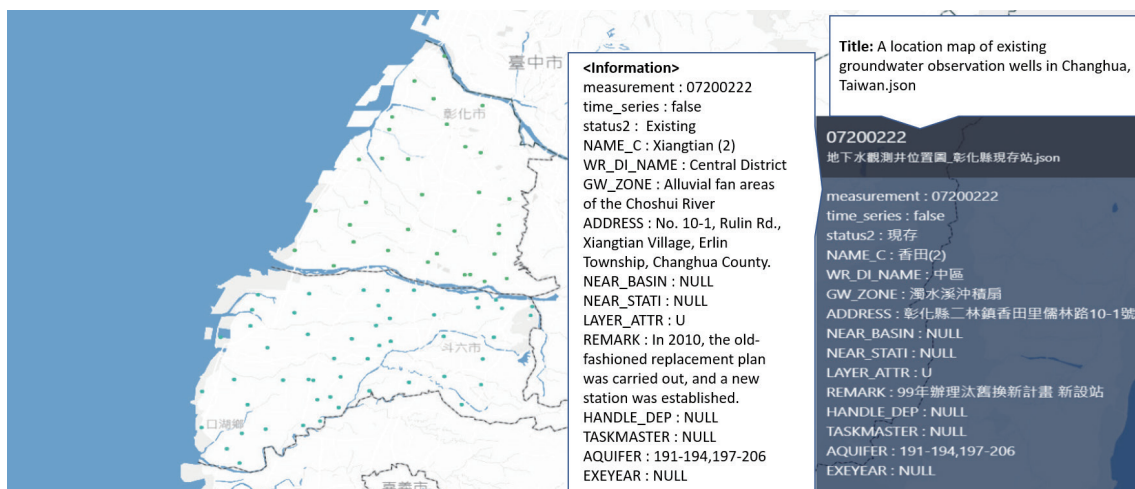 臺中市
彰化市
斗六市
口湖鄉
嘉義市
<Information>
measurement : 07200222
time_series : false
status2 :  Existing
NAME_C : Xiangtian (2)
WR_DI_NAME : Central District
GW_ZONE : Alluvial fan areas
of the Choshui River
ADDRESS : No. 10-1, Rulin Rd.,
Xiangtian Village, Erlin
Township, Changhua County.
NEAR_BASIN : NULL
NEAR_STATI : NULL
LAYER_ATTR : U
REMARK : In 2010, the old-
fashioned replacement plan
was carried out, and a new
station was established.
HANDLE_DEP : NULL
TASKMASTER : NULL
AQUIFER : 191-194,197-206
EXEYEAR : NULL
Title: A location map of existing
groundwater observation wells in Changhua,
Taiwan.json
07200222
地下水觀測井位置圖_彰化縣現存站.json
measurement : 07200222
time_series : false
status2 : 現存
NAME_C : 香田(2)
WR_DI_NAME : 中區
GW_ZONE : 濁水溪沖積扇
ADDRESS : 彰化縣二林鎮香田里儒林路10-1號
NEAR_BASIN : NULL
NEAR_STATI : NULL
LAYER_ATTR : U
REMARK : 99年辦理汰舊換新計畫 新設站
HANDLE_DEP : NULL
TASKMASTER : NULL
AQUIFER : 191-194,197-206
EXEYEAR : NULL